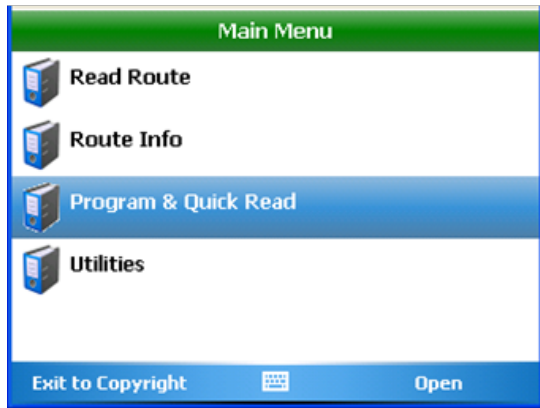 Main Menu
Read Route
Route Info
Program & Quick Read
Utilities
Exit to Copyright
Open